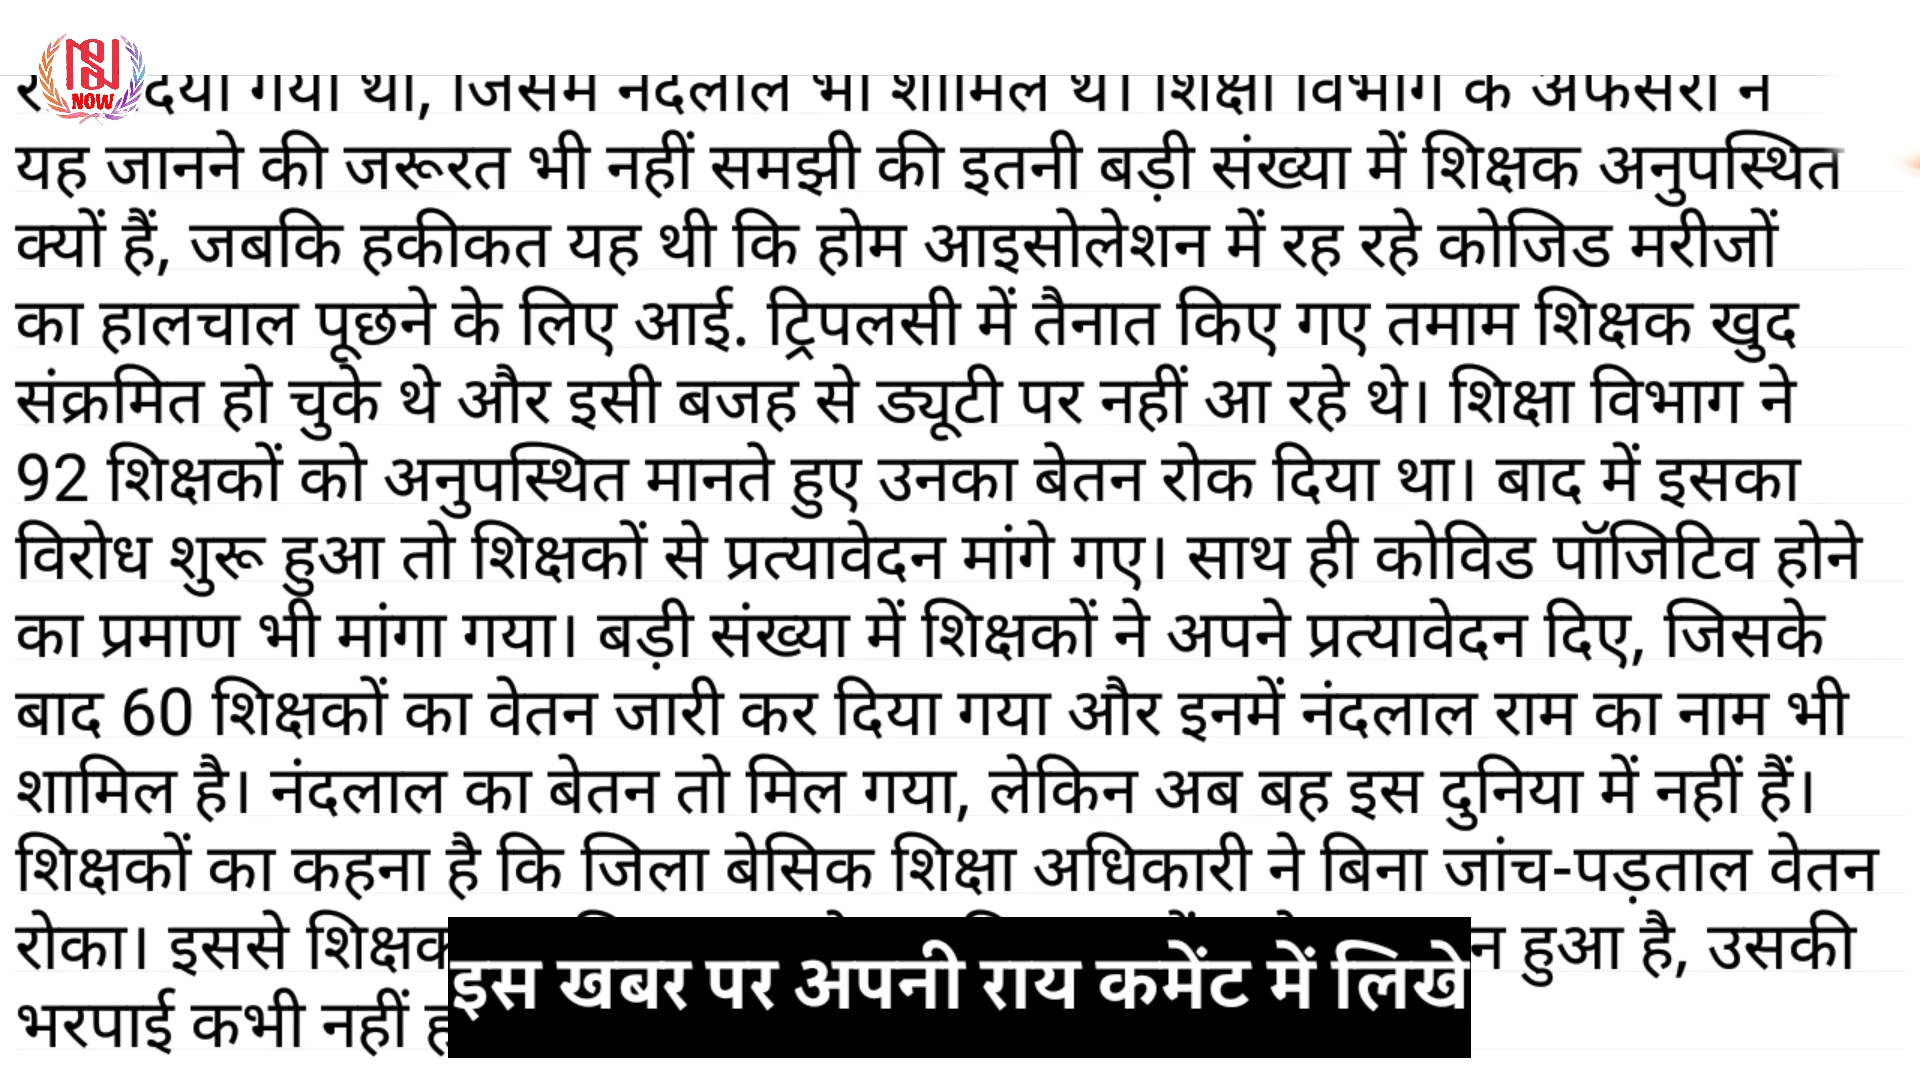 NSN
NOW
दिया गया था, जिसमें नंदलाल भी शामिल थे। शिक्षा विभाग के अफसरों ने
यह जानने की जरूरत भी नहीं समझी की इतनी बड़ी संख्या में शिक्षक अनुपस्थित
क्यों हैं, जबकि हकीकत यह थी कि होम आइसोलेशन में रह रहे कोजिड मरीजों
का हालचाल पूछने के लिए आई. ट्रिपलसी में तैनात किए गए तमाम शिक्षक खुद
संक्रमित हो चुके थे और इसी बजह से ड्यूटी पर नहीं आ रहे थे। शिक्षा विभाग ने
92 शिक्षकों को अनुपस्थित मानते हुए उनका बेतन रोक दिया था। बाद में इसका
विरोध शुरू हुआ तो शिक्षकों से प्रत्यावेदन मांगे गए। साथ ही कोविड पॉजिटिव होने
का प्रमाण भी मांगा गया। बड़ी संख्या में शिक्षकों ने अपने प्रत्यावेदन दिए, जिसके
बाद 60 शिक्षकों का वेतन जारी कर दिया गया और इनमें नंदलाल राम का नाम भी
शामिल है। नंदलाल का बेतन तो मिल गया, लेकिन अब बह इस दुनिया में नहीं हैं।
शिक्षकों का कहना है कि जिला बेसिक शिक्षा अधिकारी ने बिना जांच-पड़ताल वेतन
रोका। इससे हुआ है, उसकी
भरपाई कभी नहीं
इस खबर पर अपनी राय कमेंट में लिखे